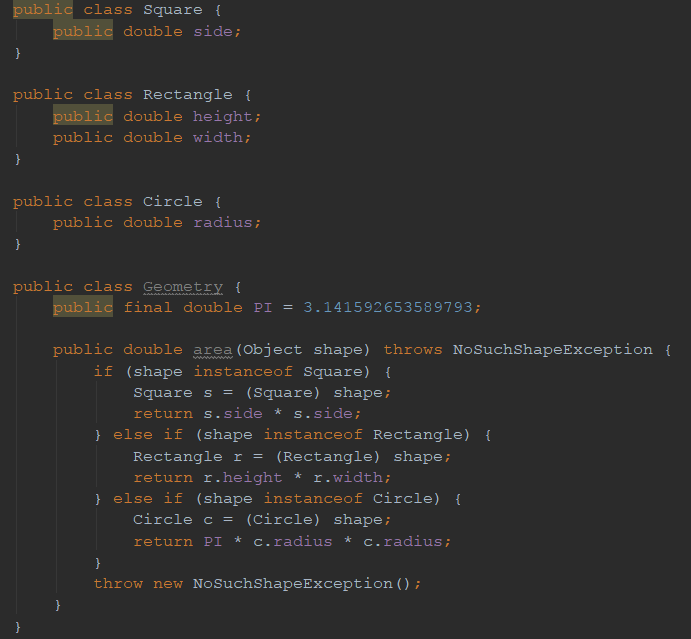 public class Square {
public double side;
}
public class Rectangle {
public double height;
public double width;
}
public class Circle {
public double radius;
}
public class Geometry {
public final double PI = 3.141592653589793;
public double area(Object shape) throws NoSuchShapeException {
if (shape instanceof Square) {
Square s = (Square) shape;
return s.side * s.side;
} else if (shape instanceof Rectangle) {
Rectangle r = (Rectangle) shape;
return r.height * r.width;
} else if (shape instanceof Circle) {
Circle c = (Circle) shape;
return PI * c.radius * c.radius;
}
throw new NoSuchShapeException();
}
}